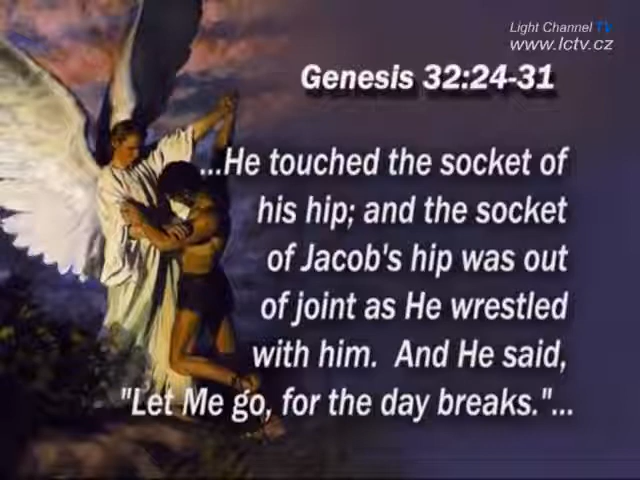 Light Channel TV
www.lctv.cz
Genesis 32:24-31
...He touched the socket of
his hip; and the socket
of Jacob's hip was out
of joint as He wrestled
with him. And He said,
"Let Me go, for the day breaks."...